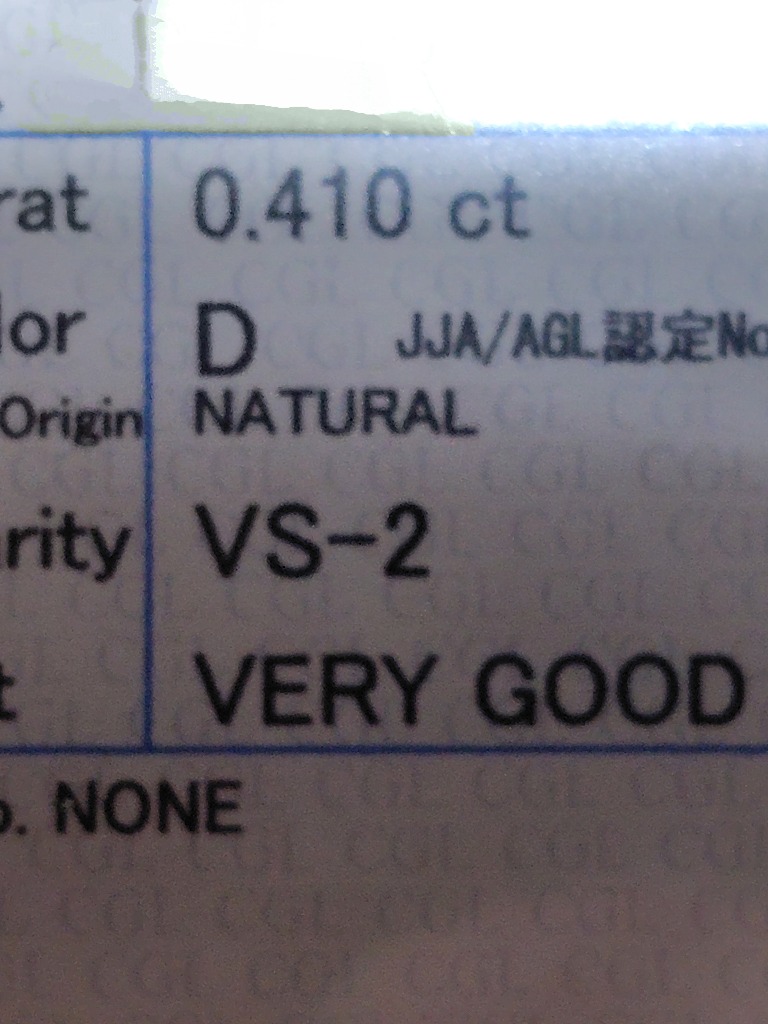 rat 0.410 ct
lor D JJA/AGL認定No
Origin NATURAL
rity VS-2
t VERY GOOD
o. NONE
CGL